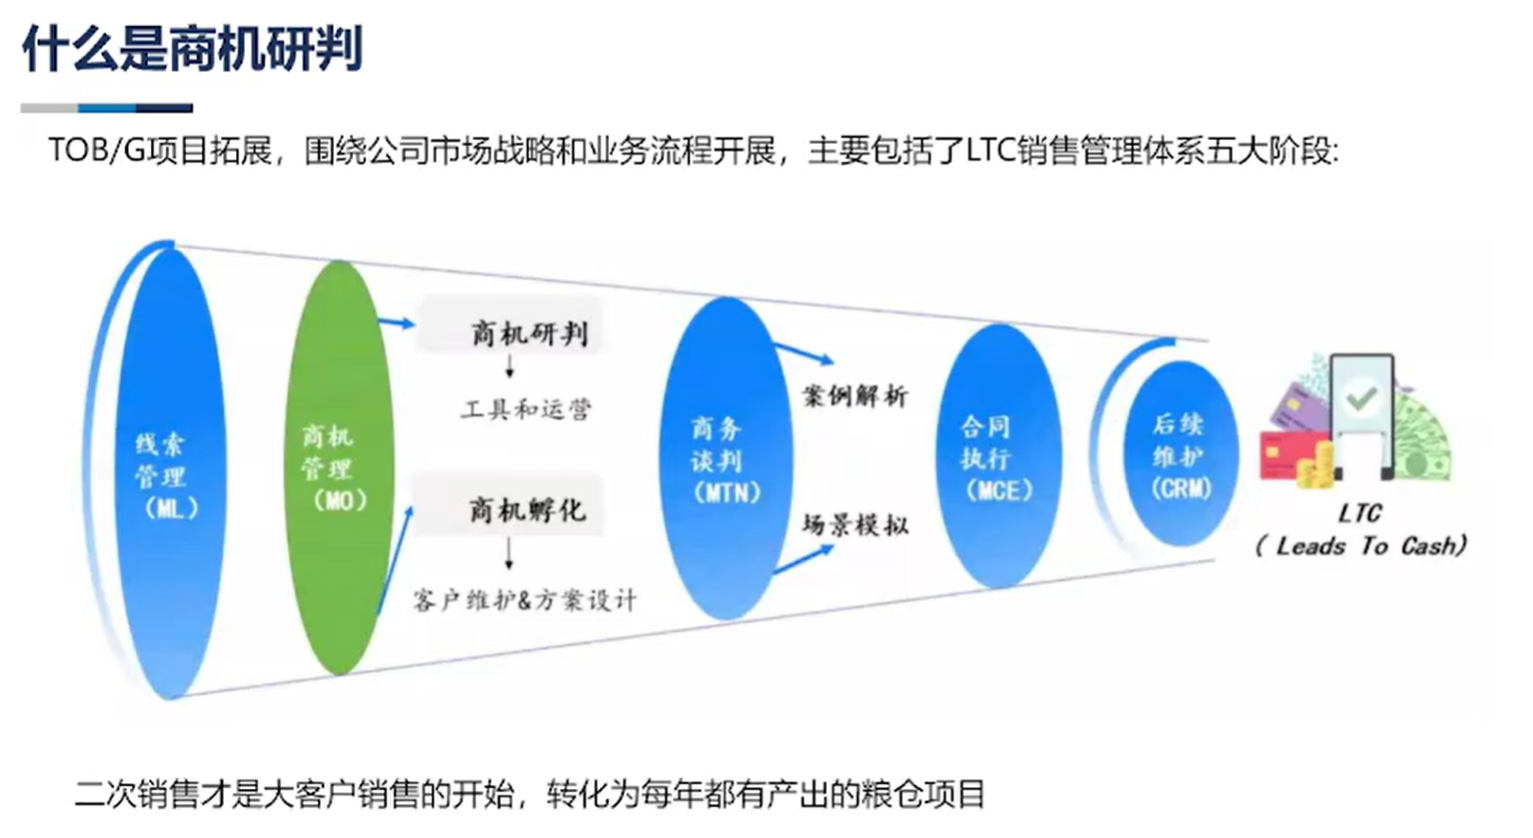 什么是商机研判
TOB/G项目拓展，围绕公司市场战略和业务流程开展，主要包括了LTC销售管理体系五大阶段:
线索
管理
（ML）
商机
管理
（MO）
商机研判
工具和运营
商机孵化
客户维护&方案设计
商务
谈判
（MTN）
案例解析
场景模拟
合同
执行
（MCE）
后续
维护
(CRM)
LTC
( Leads To Cash)
二次销售才是大客户销售的开始，转化为每年都有产出的粮仓项目